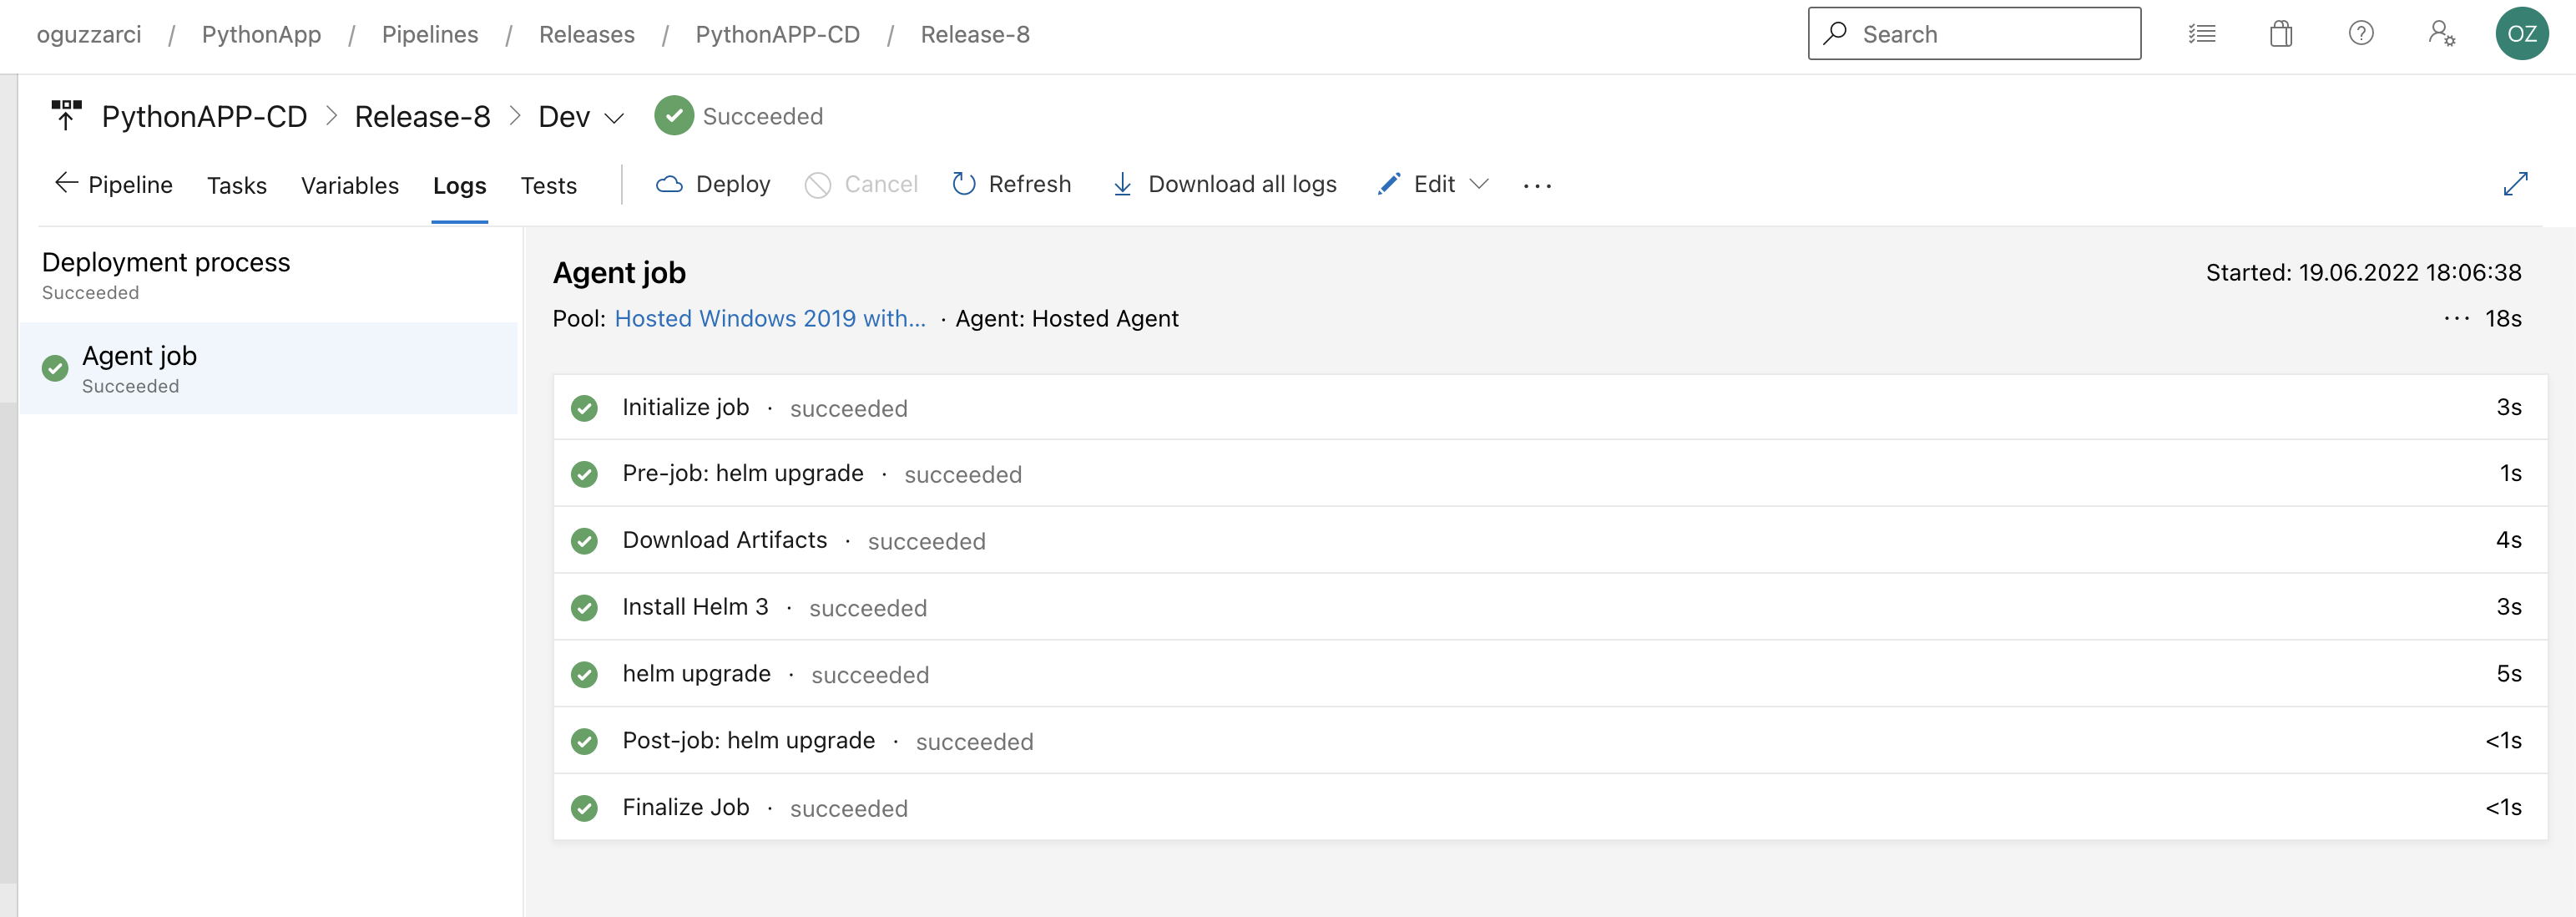 oguzzarci / PythonApp / Pipelines / Releases / PythonAPP-CD / Release-8
Search
OZ
PythonAPP-CD > Release-8 > Dev
Succeeded
Pipeline Tasks Variables Logs Tests Deploy Cancel Refresh Download all logs Edit ...
Deployment process
Succeeded
Agent job
Succeeded
Agent job
Started: 19.06.2022 18:06:38
Pool: Hosted Windows 2019 with... · Agent: Hosted Agent
... 18s
Initialize job · succeeded 3s
Pre-job: helm upgrade · succeeded 1s
Download Artifacts · succeeded 4s
Install Helm 3 · succeeded 3s
helm upgrade · succeeded 5s
Post-job: helm upgrade · succeeded <1s
Finalize Job · succeeded <1s